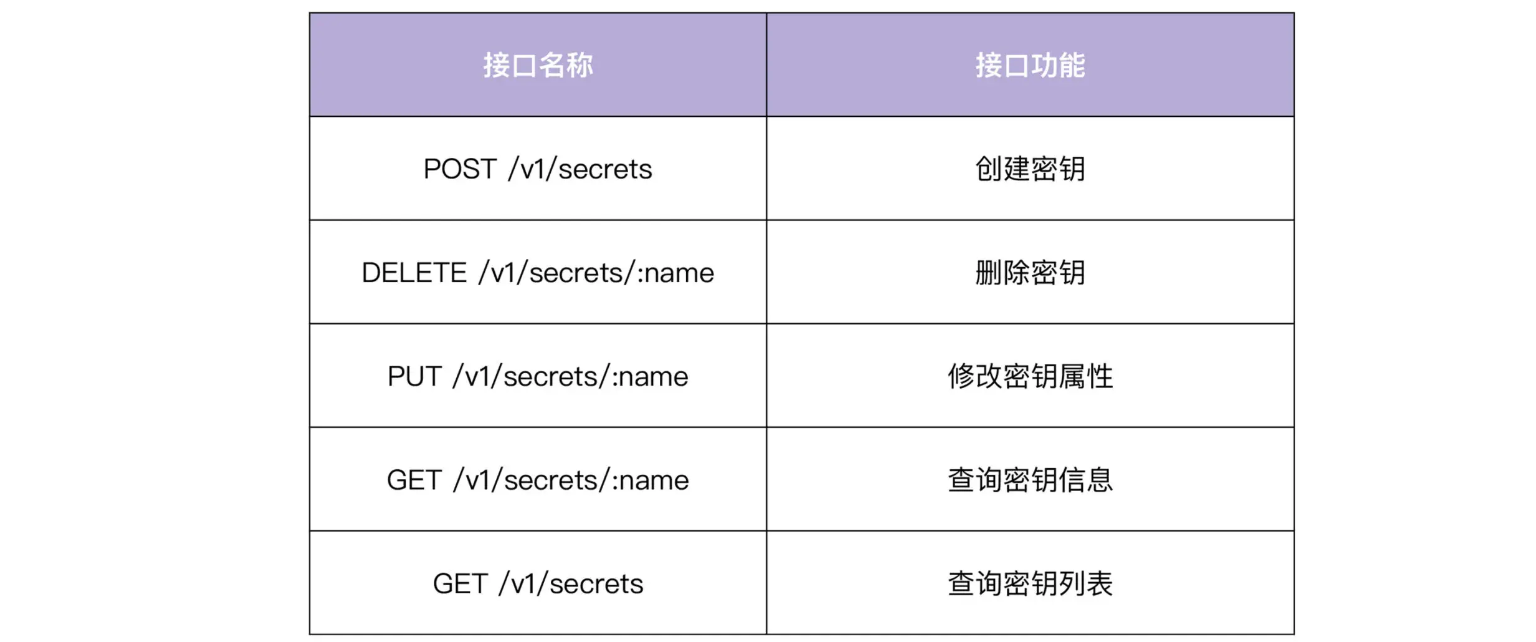 接口名称 接口功能
POST /v1/secrets 创建密钥
DELETE /v1/secrets/:name 删除密钥
PUT /v1/secrets/:name 修改密钥属性
GET /v1/secrets/:name 查询密钥信息
GET /v1/secrets 查询密钥列表